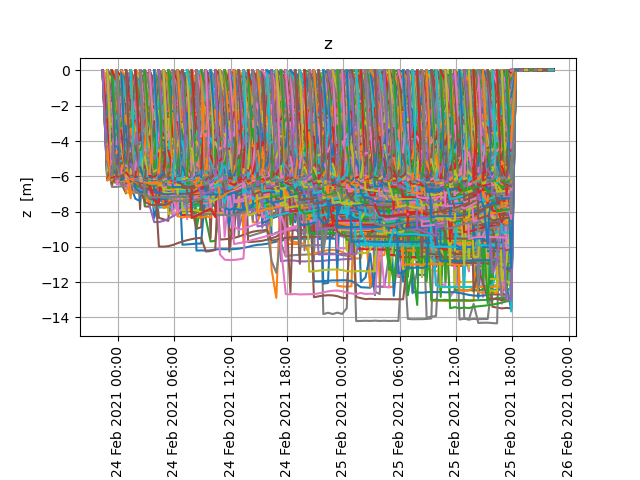 z
0
−2
−4
−6
−8
−10
−12
−14
z [m]
24 Feb 2021 00:00
24 Feb 2021 06:00
24 Feb 2021 12:00
24 Feb 2021 18:00
25 Feb 2021 00:00
25 Feb 2021 06:00
25 Feb 2021 12:00
25 Feb 2021 18:00
26 Feb 2021 00:00